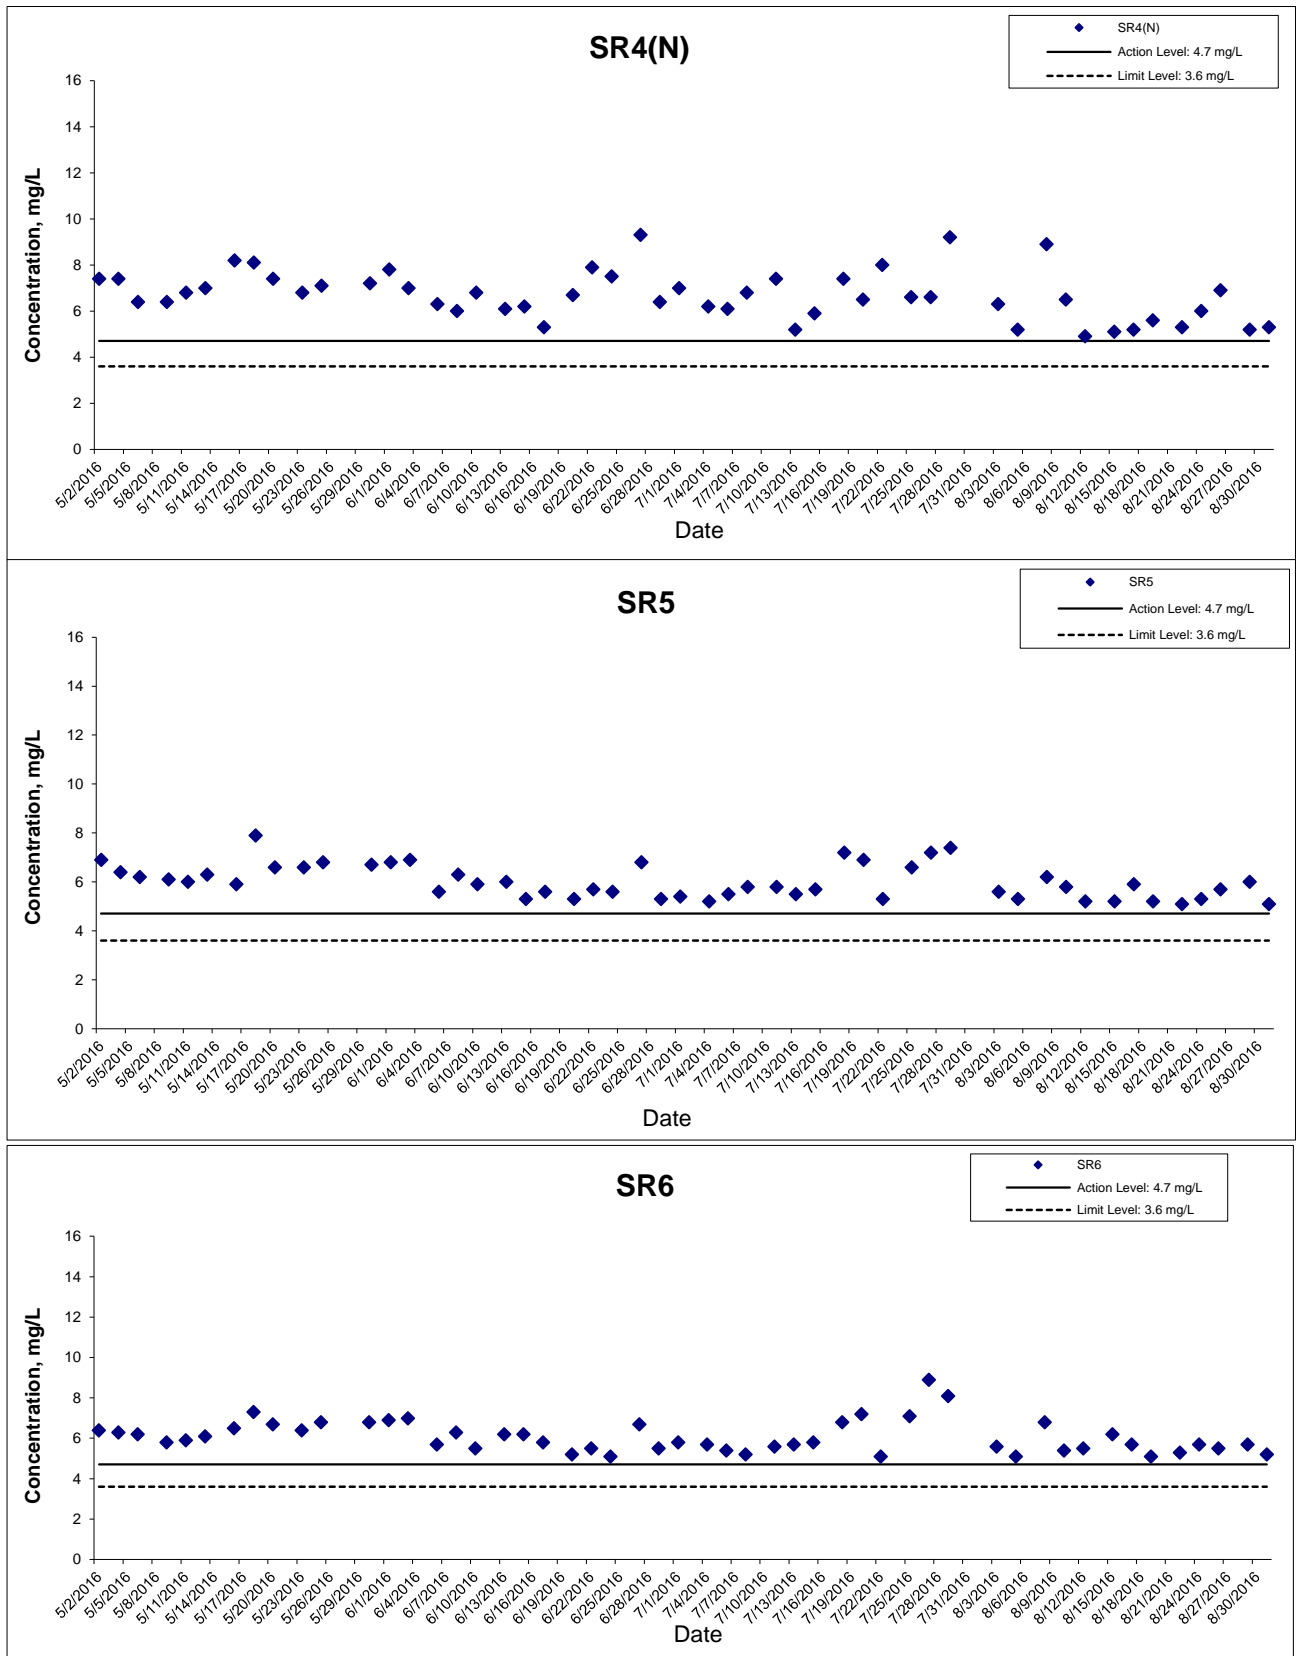 SR4(N)
SR4(N)
Action Level: 4.7 mg/L
Limit Level: 3.6 mg/L
Concentration, mg/L
16
14
12
10
8
6
4
2
0
5/2/2016 5/5/2016 5/8/2016 5/11/2016 5/14/2016 5/17/2016 5/20/2016 5/23/2016 5/26/2016 5/29/2016 6/1/2016 6/4/2016 6/7/2016 6/10/2016 6/13/2016 6/16/2016 6/19/2016 6/22/2016 6/25/2016 6/28/2016 7/1/2016 7/4/2016 7/7/2016 7/10/2016 7/13/2016 7/16/2016 7/19/2016 7/22/2016 7/25/2016 7/28/2016 7/31/2016 8/3/2016 8/6/2016 8/9/2016 8/12/2016 8/15/2016 8/18/2016 8/21/2016 8/24/2016 8/27/2016 8/30/2016
Date
SR5
SR5
Action Level: 4.7 mg/L
Limit Level: 3.6 mg/L
Concentration, mg/L
16
14
12
10
8
6
4
2
0
5/2/2016 5/5/2016 5/8/2016 5/11/2016 5/14/2016 5/17/2016 5/20/2016 5/23/2016 5/26/2016 5/29/2016 6/1/2016 6/4/2016 6/7/2016 6/10/2016 6/13/2016 6/16/2016 6/19/2016 6/22/2016 6/25/2016 6/28/2016 7/1/2016 7/4/2016 7/7/2016 7/10/2016 7/13/2016 7/16/2016 7/19/2016 7/22/2016 7/25/2016 7/28/2016 7/31/2016 8/3/2016 8/6/2016 8/9/2016 8/12/2016 8/15/2016 8/18/2016 8/21/2016 8/24/2016 8/27/2016 8/30/2016
Date
SR6
SR6
Action Level: 4.7 mg/L
Limit Level: 3.6 mg/L
Concentration, mg/L
16
14
12
10
8
6
4
2
0
5/2/2016 5/5/2016 5/8/2016 5/11/2016 5/14/2016 5/17/2016 5/20/2016 5/23/2016 5/26/2016 5/29/2016 6/1/2016 6/4/2016 6/7/2016 6/10/2016 6/13/2016 6/16/2016 6/19/2016 6/22/2016 6/25/2016 6/28/2016 7/1/2016 7/4/2016 7/7/2016 7/10/2016 7/13/2016 7/16/2016 7/19/2016 7/22/2016 7/25/2016 7/28/2016 7/31/2016 8/3/2016 8/6/2016 8/9/2016 8/12/2016 8/15/2016 8/18/2016 8/21/2016 8/24/2016 8/27/2016 8/30/2016
Date